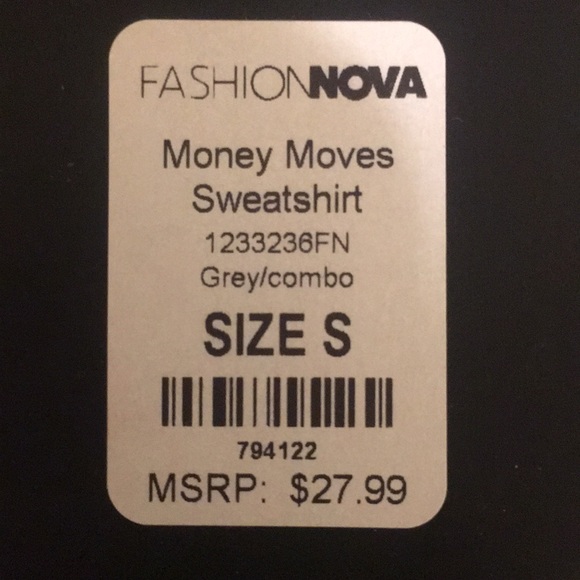 FASHIONNOVA
Money Moves
Sweatshirt
1233236FN
Grey/combo
SIZE S
794122
MSRP: $27.99